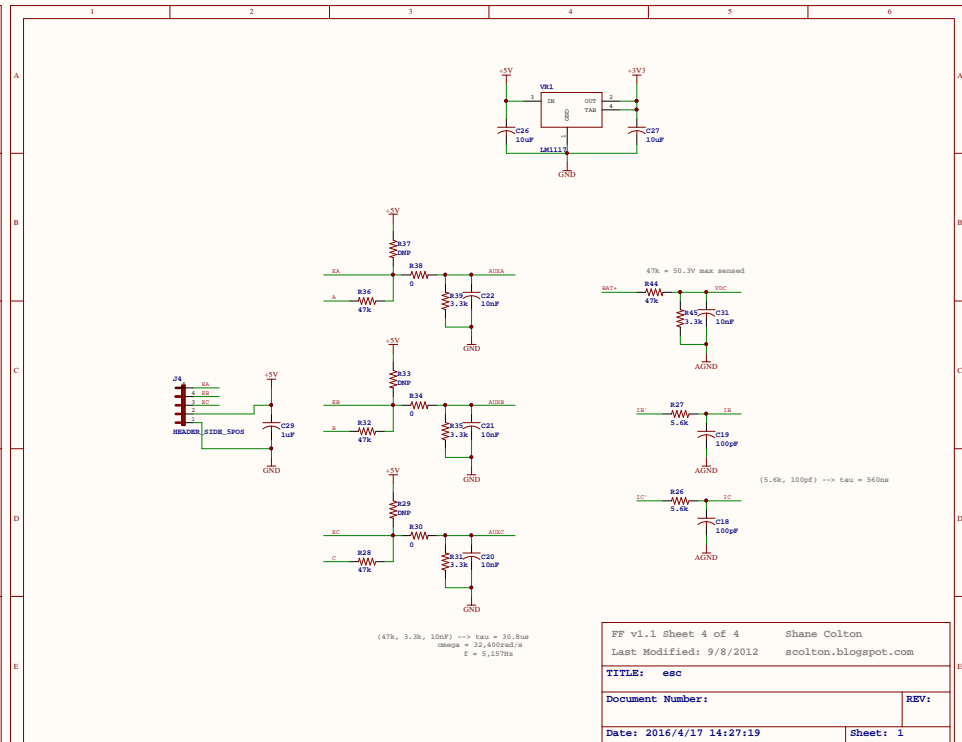 1 2 3 4 5 6
A A
+5V +3V3
VR1
3 IN OUT 2
TAB 4
GND
1
C26
10uF
C27
10uF
LM1117
GND
B B
+5V
R37
DNP
EA R38 AUXA
0
A R36
47k
R39
3.3k
C22
10nF
GND
47k = 50.3V max sensed
BAT+ R44 VDC
47k
R45
3.3k
C31
10nF
AGND
C C
+5V
R33
DNP
EB R34 AUXB
0
B R32
47k
R35
3.3k
C21
10nF
GND
J4
5 EA
4 EB
3 EC
2
1
HEADER_SIDE_5POS
+5V
C29
1uF
GND
IB' R27 IB
5.6k
C19
100pF
AGND
(5.6k, 100pf) --> tau = 560ns
D D
+5V
R29
DNP
EC R30 AUXC
0
C R28
47k
R31
3.3k
C20
10nF
GND
IC' R26 IC
5.6k
C18
100pF
AGND
(47k, 3.3k, 10nF) --> tau = 30.8us
omega = 32,400rad/s
f = 5,157Hz
E E
FF v1.1 Sheet 4 of 4 Shane Colton
Last Modified: 9/8/2012 scolton.blogspot.com
TITLE: esc
Document Number: REV:
Date: 2016/4/17 14:27:19 Sheet: 1